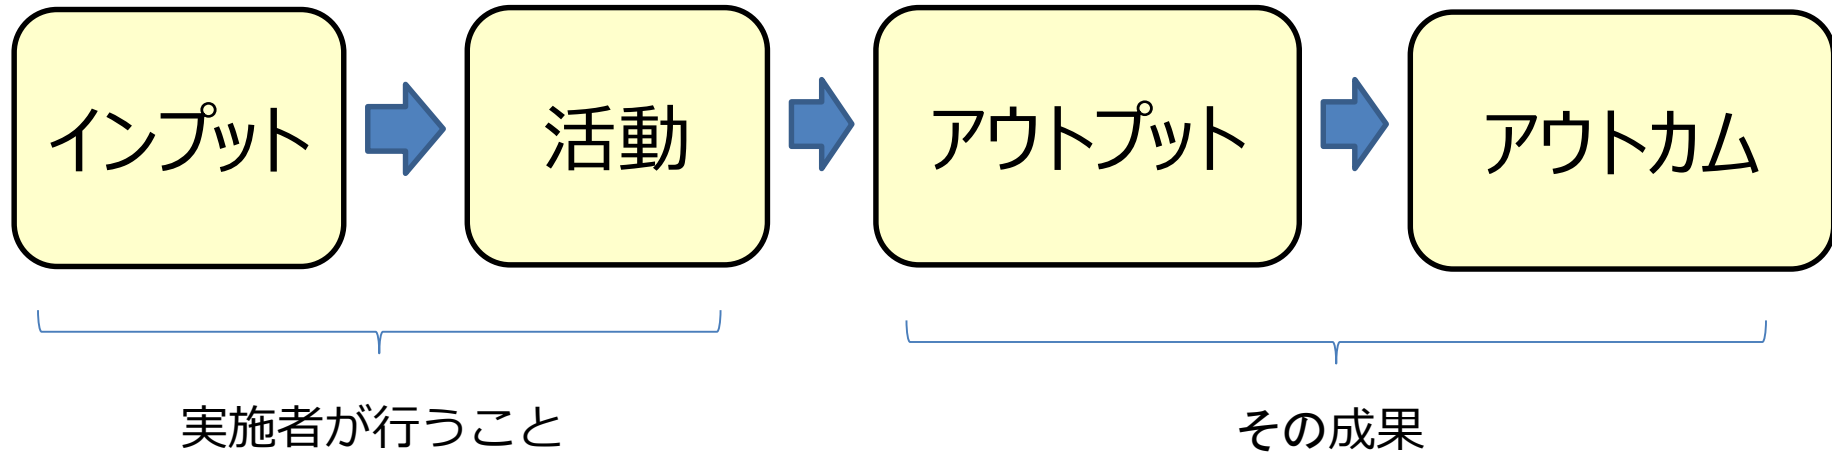 インプット
活動
アウトプット
アウトカム
実施者が行うこと
その成果